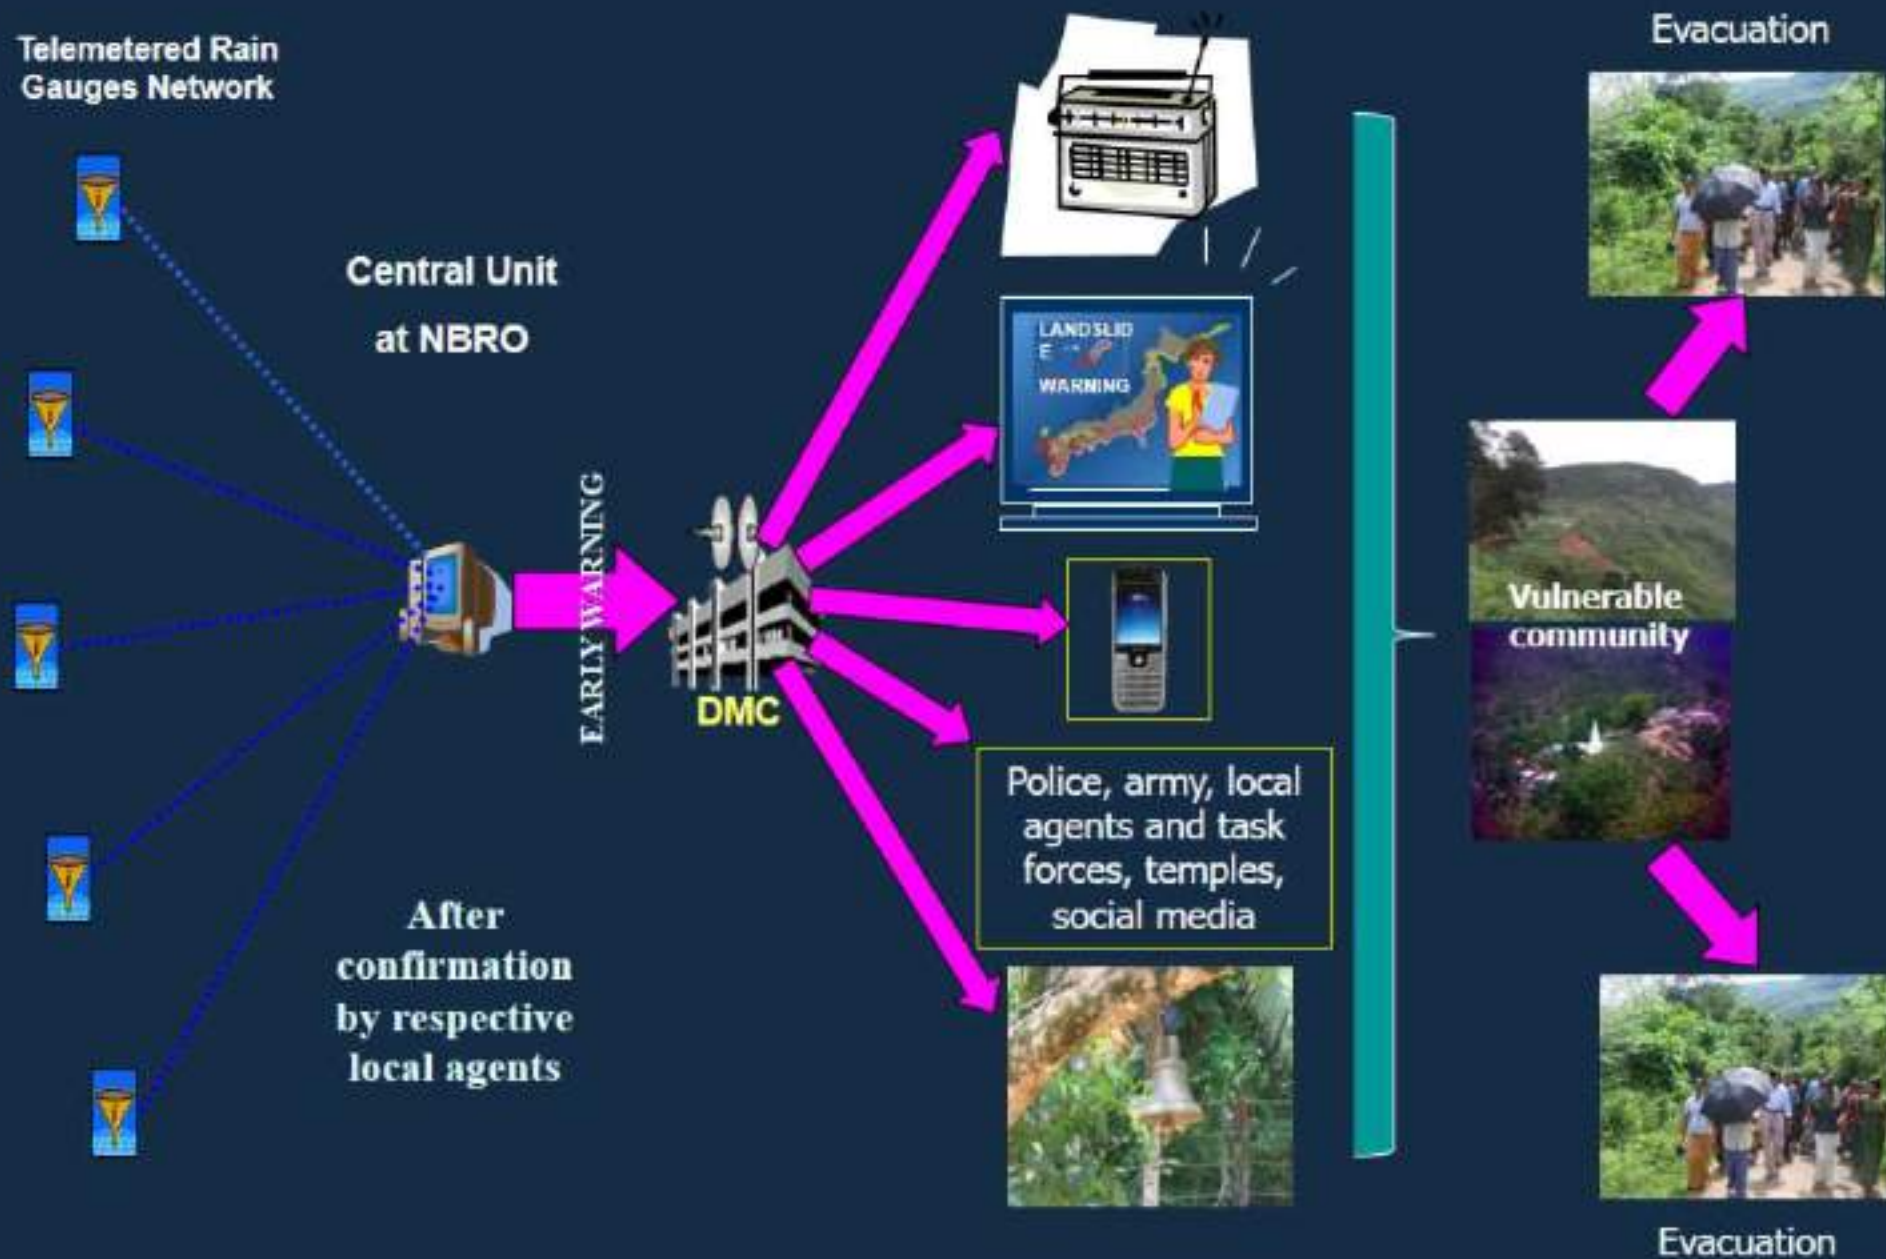 Telemetered Rain
Gauges Network
Central Unit
at NBRO
After
confirmation
by respective
local agents
EARLY WARNING
DMC
LANDSLID
E
WARNING
Police, army, local
agents and task
forces, temples,
social media
Evacuation
Vulnerable
community
Evacuation